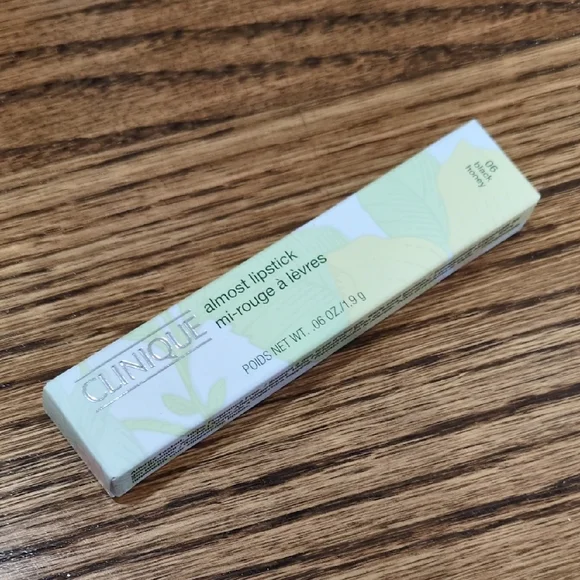 CLINIQUE
almost lipstick
mi-rouge à lèvres
POIDS NET WT. .06 OZ/1.9 g
06
black
honey